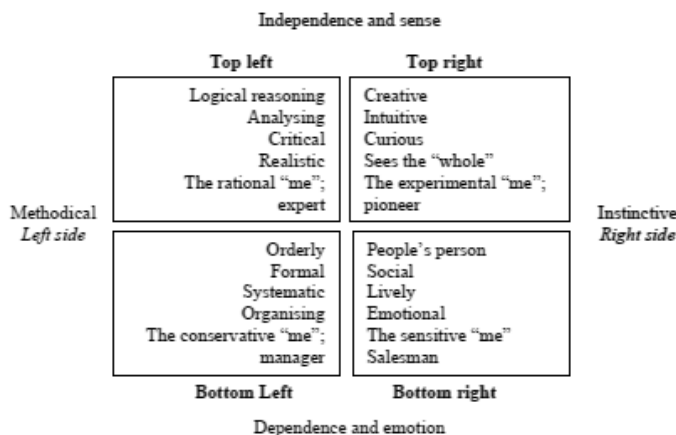 Independence and sense
Top left
Top right
Logical reasoning
Analysing
Critical
Realistic
The rational “me”;
expert
Creative
Intuitive
Curious
Sees the “whole”
The experimental “me”;
pioneer
Methodical
Left side
Instinctive
Right side
Orderly
Formal
Systematic
Organising
The conservative “me”;
manager
People’s person
Social
Lively
Emotional
The sensitive “me”
Salesman
Bottom Left
Bottom right
Dependence and emotion